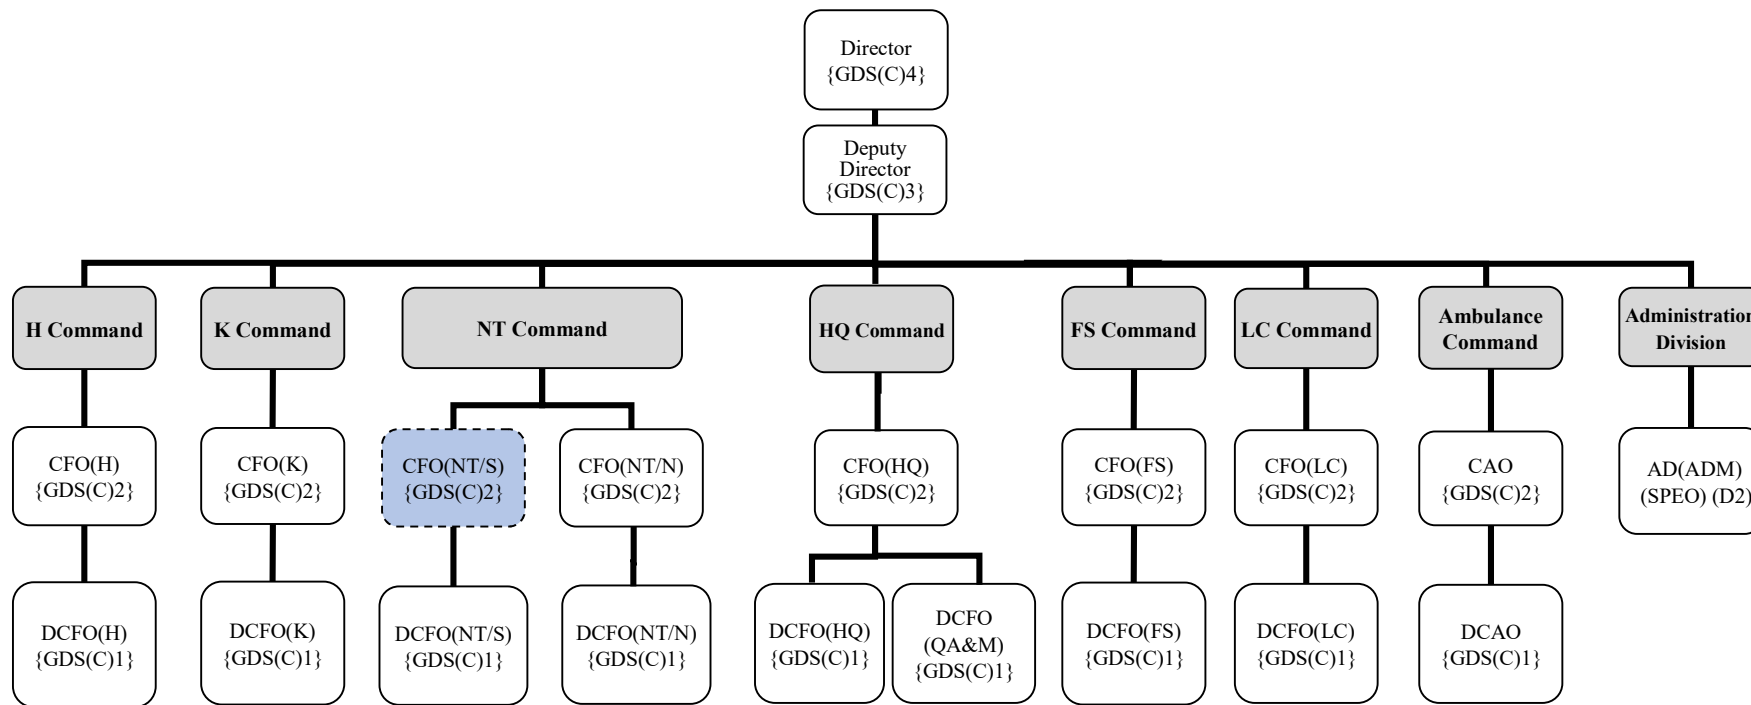 Director
{GDS(C)4}
Deputy
Director
{GDS(C)3}
H Command
K Command
NT Command
HQ Command
FS Command
LC Command
Ambulance
Command
Administration
Division
CFO(H)
{GDS(C)2}
CFO(K)
{GDS(C)2}
CFO(NT/S)
{GDS(C)2}
CFO(NT/N)
{GDS(C)2}
CFO(HQ)
{GDS(C)2}
CFO(FS)
{GDS(C)2}
CFO(LC)
{GDS(C)2}
CAO
{GDS(C)2}
AD(ADM)
(SPEO) (D2)
DCFO(H)
{GDS(C)1}
DCFO(K)
{GDS(C)1}
DCFO(NT/S)
{GDS(C)1}
DCFO(NT/N)
{GDS(C)1}
DCFO(HQ)
{GDS(C)1}
DCFO
(QA&M)
{GDS(C)1}
DCFO(FS)
{GDS(C)1}
DCFO(LC)
{GDS(C)1}
DCAO
{GDS(C)1}